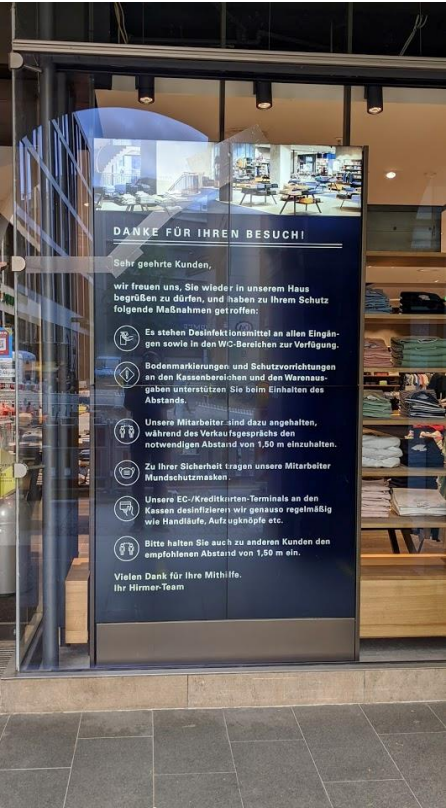 DANKE FÜR IHREN BESUCH!
Sehr geehrte Kunden,
wir freuen uns, Sie wieder in unserem Haus
begrüßen zu dürfen, und haben zu Ihrem Schutz
folgende Maßnahmen getroffen:
Es stehen Desinfektionsmittel an allen Eingän-
gen sowie in den WC-Bereichen zur Verfügung.
Bodenmarkierungen und Schutzvorrichtungen
an den Kassenbereichen und den Warenaus-
gaben unterstützen Sie beim Einhalten des
Abstands.
Unsere Mitarbeiter sind dazu angehalten,
während des Verkaufsgesprächs den
notwendigen Abstand von 1,50 m einzuhalten.
Zu Ihrer Sicherheit tragen unsere Mitarbeiter
Mundschutzmasken.
Unsere EC-/Kreditkarten-Terminals an den
Kassen desinfizieren wir genauso regelmäßig
wie Handläufe, Aufzugknöpfe etc.
Bitte halten Sie auch zu anderen Kunden den
empfohlenen Abstand von 1,50 m ein.
Vielen Dank für Ihre Mithilfe.
Ihr Hirmer-Team